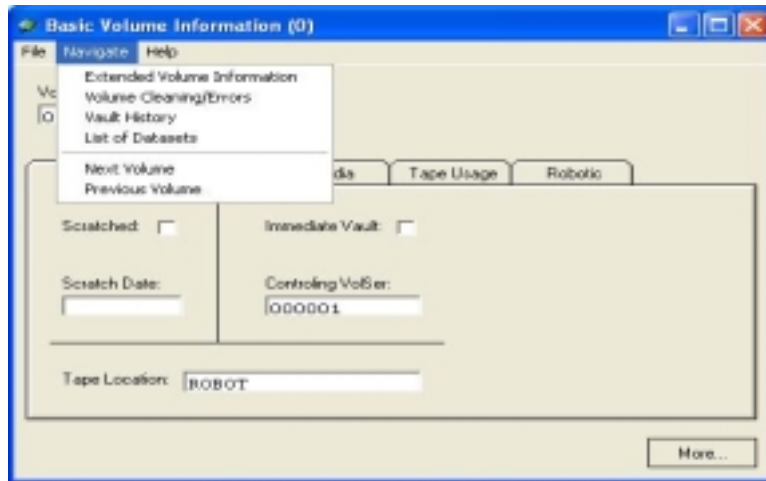 Basic Volume Information (0)
File Navigate Help
Extended Volume Information
Volume Cleaning/Errors
Vault History
List of Datasets
Next Volume
Previous Volume
Tape Usage Robotic
Scratched: Immediate Vault:
Scratch Date: Controling VolSer:
000001
Tape Location: ROBOT
More...